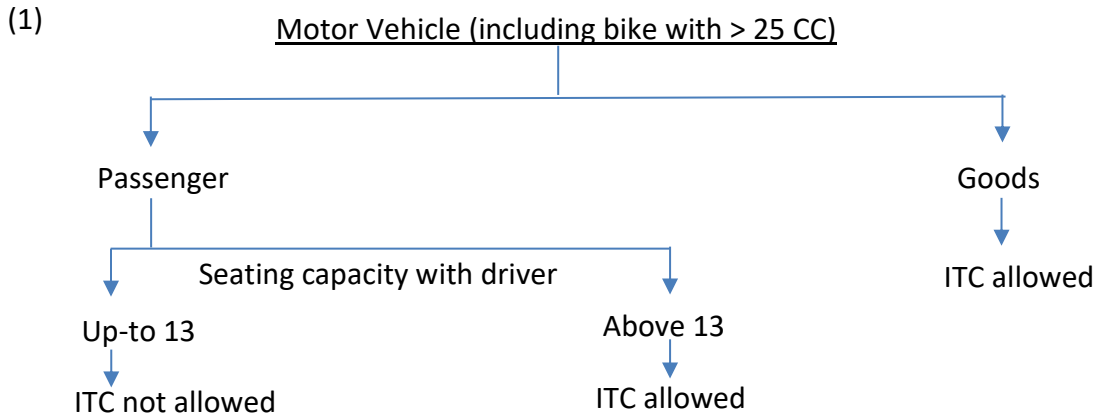 (1)
Motor Vehicle (including bike with > 25 CC)
Passenger
Goods
Seating capacity with driver
ITC allowed
Up-to 13
Above 13
ITC not allowed
ITC allowed